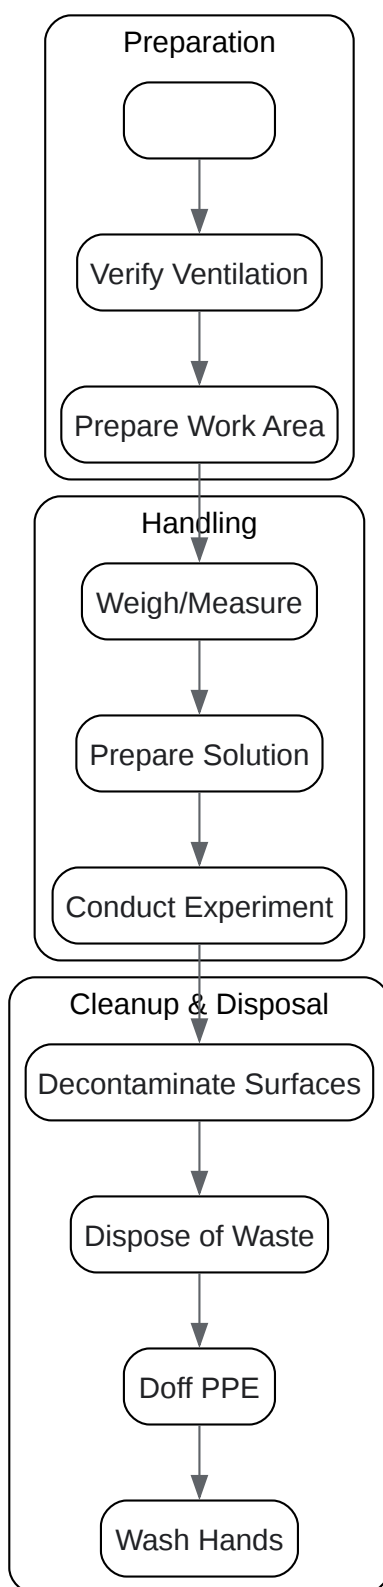 Preparation
Verify Ventilation
Prepare Work Area
Handling
Weigh/Measure
Prepare Solution
Conduct Experiment
Cleanup & Disposal
Decontaminate Surfaces
Dispose of Waste
Doff PPE
Wash Hands